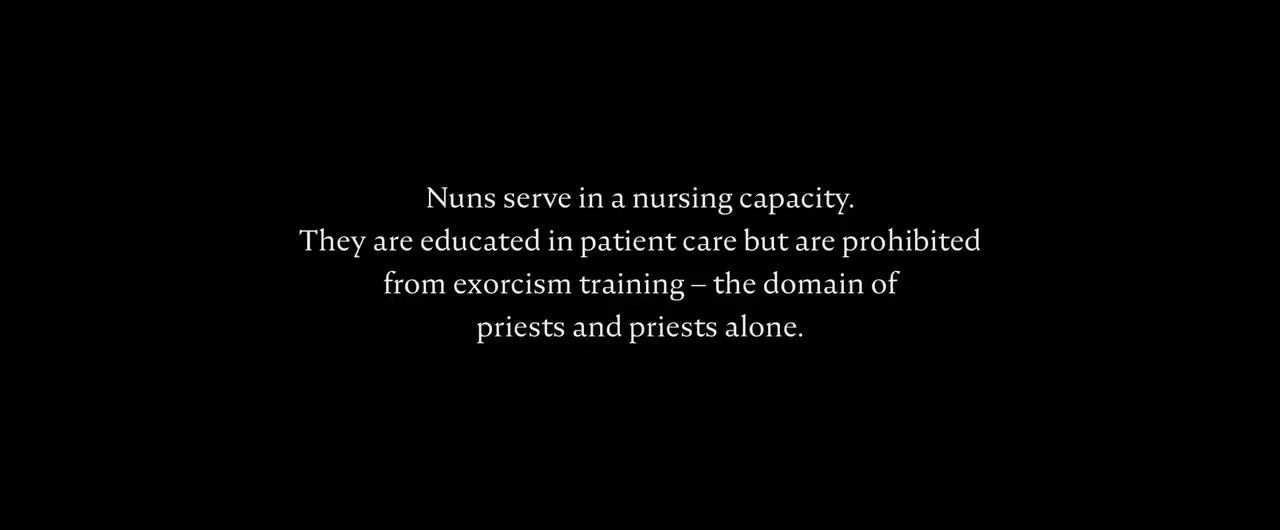 Nuns serve in a nursing capacity.
They are educated in patient care but are prohibited
from exorcism training – the domain of
priests and priests alone.